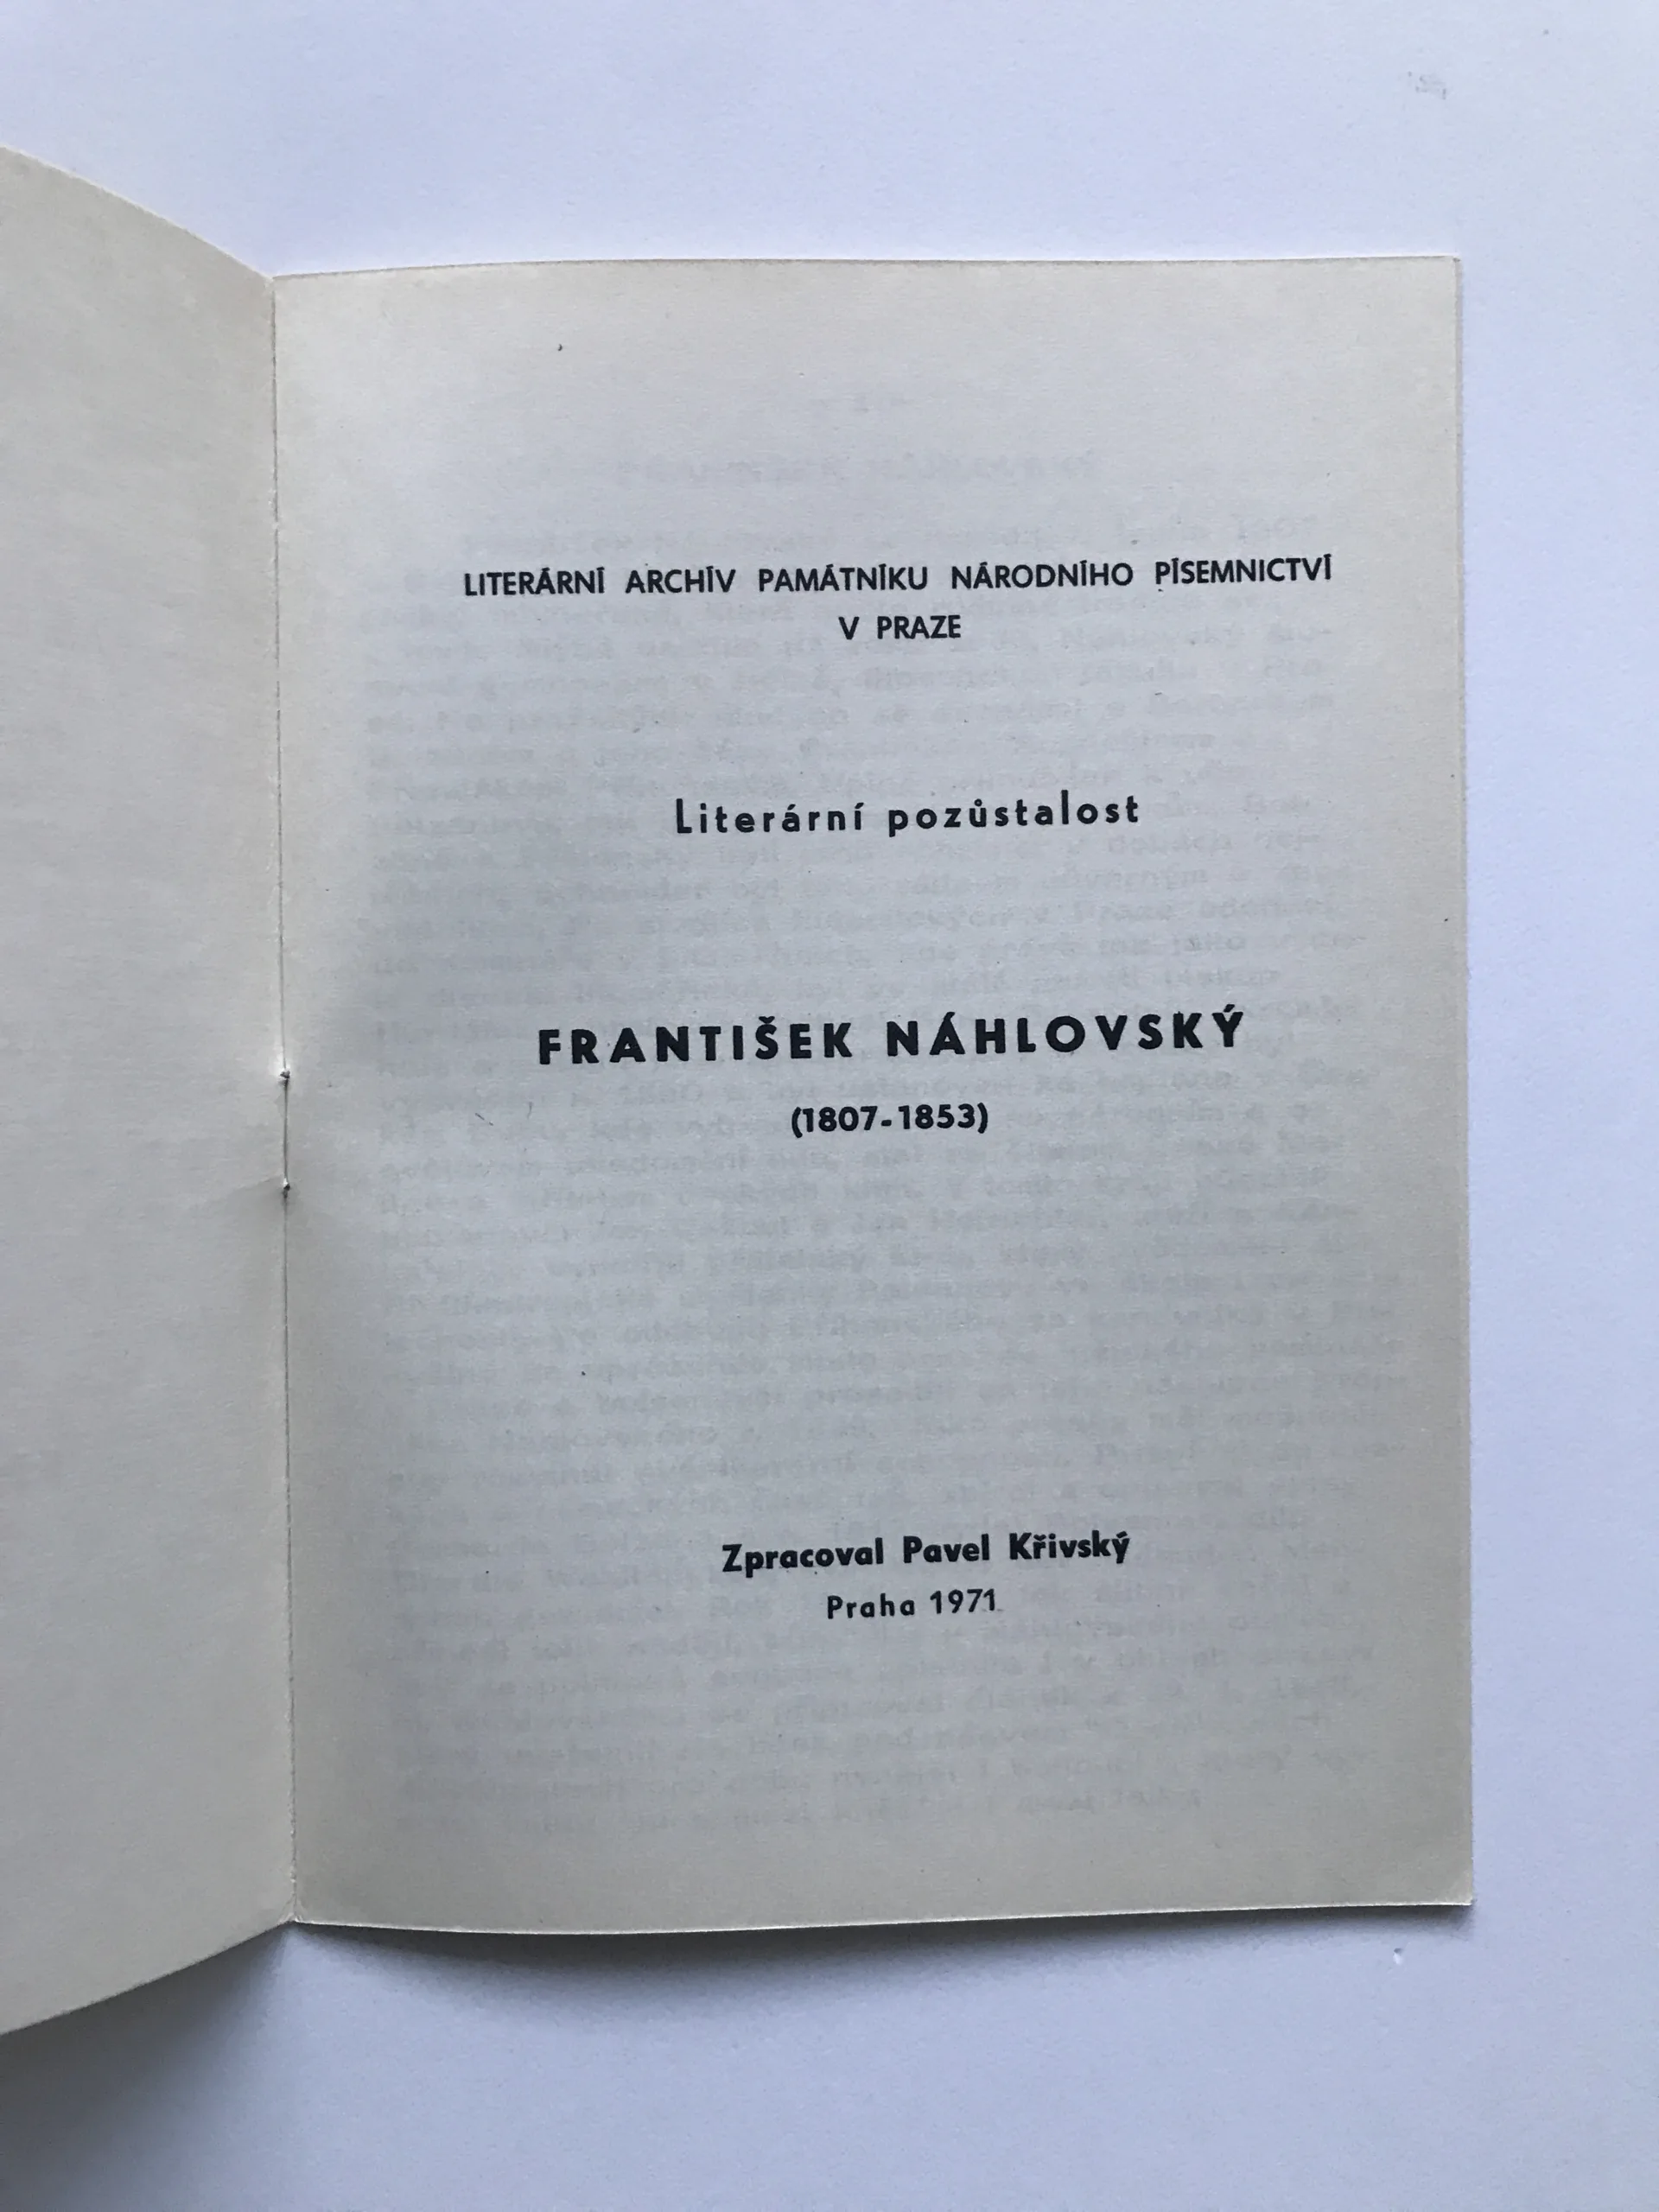 LITERÁRNÍ ARCHÍV PAMÁTNÍKU NÁRODNÍHO PÍSEMNICTVÍ
V PRAZE
Literární pozůstalost
FRANTIŠEK NÁHLOVSKÝ
(1807-1853)
Zpracoval Pavel Křivský
Praha 1971